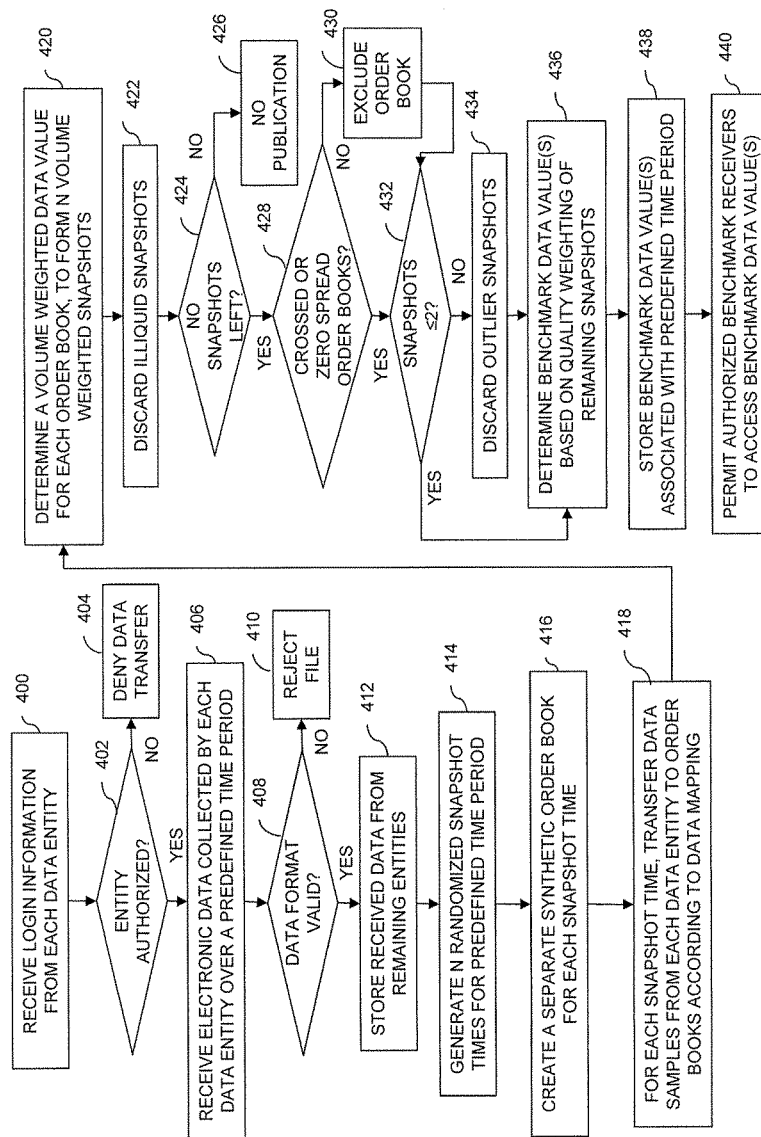 400
RECEIVE LOGIN INFORMATION
FROM EACH DATA ENTITY
402
ENTITY
AUTHORIZED?
NO
404
DENY DATA
TRANSFER
YES
406
RECEIVE ELECTRONIC DATA COLLECTED BY EACH
DATA ENTITY OVER A PREDEFINED TIME PERIOD
408
DATA FORMAT
VALID?
NO
410
REJECT
FILE
YES
412
STORE RECEIVED DATA FROM
REMAINING ENTITIES
414
GENERATE N RANDOMIZED SNAPSHOT
TIMES FOR PREDEFINED TIME PERIOD
416
CREATE A SEPARATE SYNTHETIC ORDER BOOK
FOR EACH SNAPSHOT TIME
418
FOR EACH SNAPSHOT TIME, TRANSFER DATA
SAMPLES FROM EACH DATA ENTITY TO ORDER
BOOKS ACCORDING TO DATA MAPPING
420
DETERMINE A VOLUME WEIGHTED DATA VALUE
FOR EACH ORDER BOOK, TO FORM N VOLUME
WEIGHTED SNAPSHOTS
422
DISCARD ILLIQUID SNAPSHOTS
424
NO
SNAPSHOTS
LEFT?
NO
426
NO
PUBLICATION
YES
428
CROSSED OR
ZERO SPREAD
ORDER BOOKS?
NO
430
EXCLUDE
ORDER
BOOK
YES
432
SNAPSHOTS
≤2?
YES
NO
434
DISCARD OUTLIER SNAPSHOTS
436
DETERMINE BENCHMARK DATA VALUE(S)
BASED ON QUALITY WEIGHTING OF
REMAINING SNAPSHOTS
438
STORE BENCHMARK DATA VALUE(S)
ASSOCIATED WITH PREDEFINED TIME PERIOD
440
PERMIT AUTHORIZED BENCHMARK RECEIVERS
TO ACCESS BENCHMARK DATA VALUE(S)